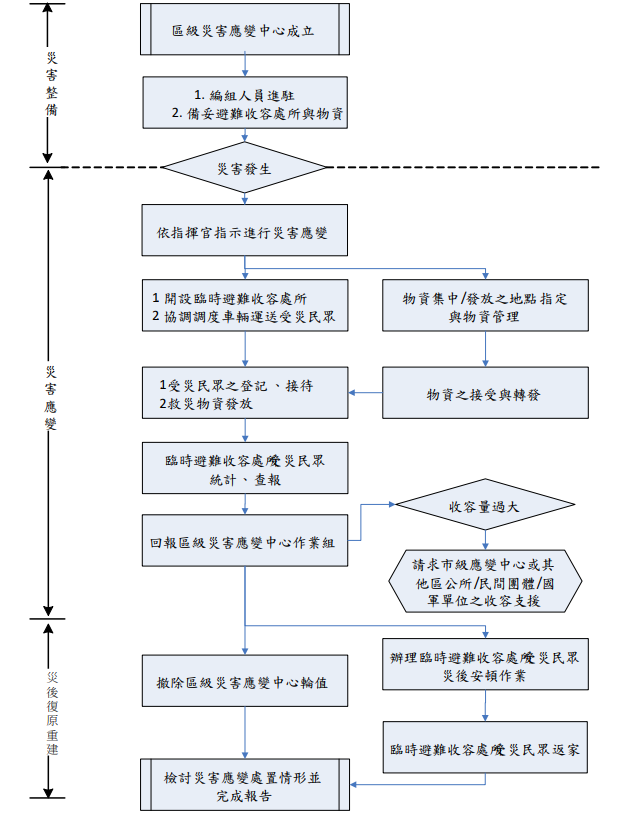 災害整備
區級災害應變中心成立
1. 編組人員進駐
2. 備妥避難收容處所與物資
災害發生
災害應變
依指揮官指示進行災害應變
1 開設臨時避難收容處所
2 協調調度車輛運送受災民眾
物資集中/發放之地點指定
與物資管理
1受災民眾之登記、接待
2救災物資發放
物資之接受與轉發
臨時避難收容處所受災民眾
統計、查報
回報區級災害應變中心作業組
收容量過大
請求市級應變中心或其
他區公所/民間團體/國
軍單位之收容支援
災後復原重建
撤除區級災害應變中心輪值
辦理臨時避難收容處所受災民眾
災後安頓作業
臨時避難收容處所受災民眾返家
檢討災害應變處置情形並
完成報告